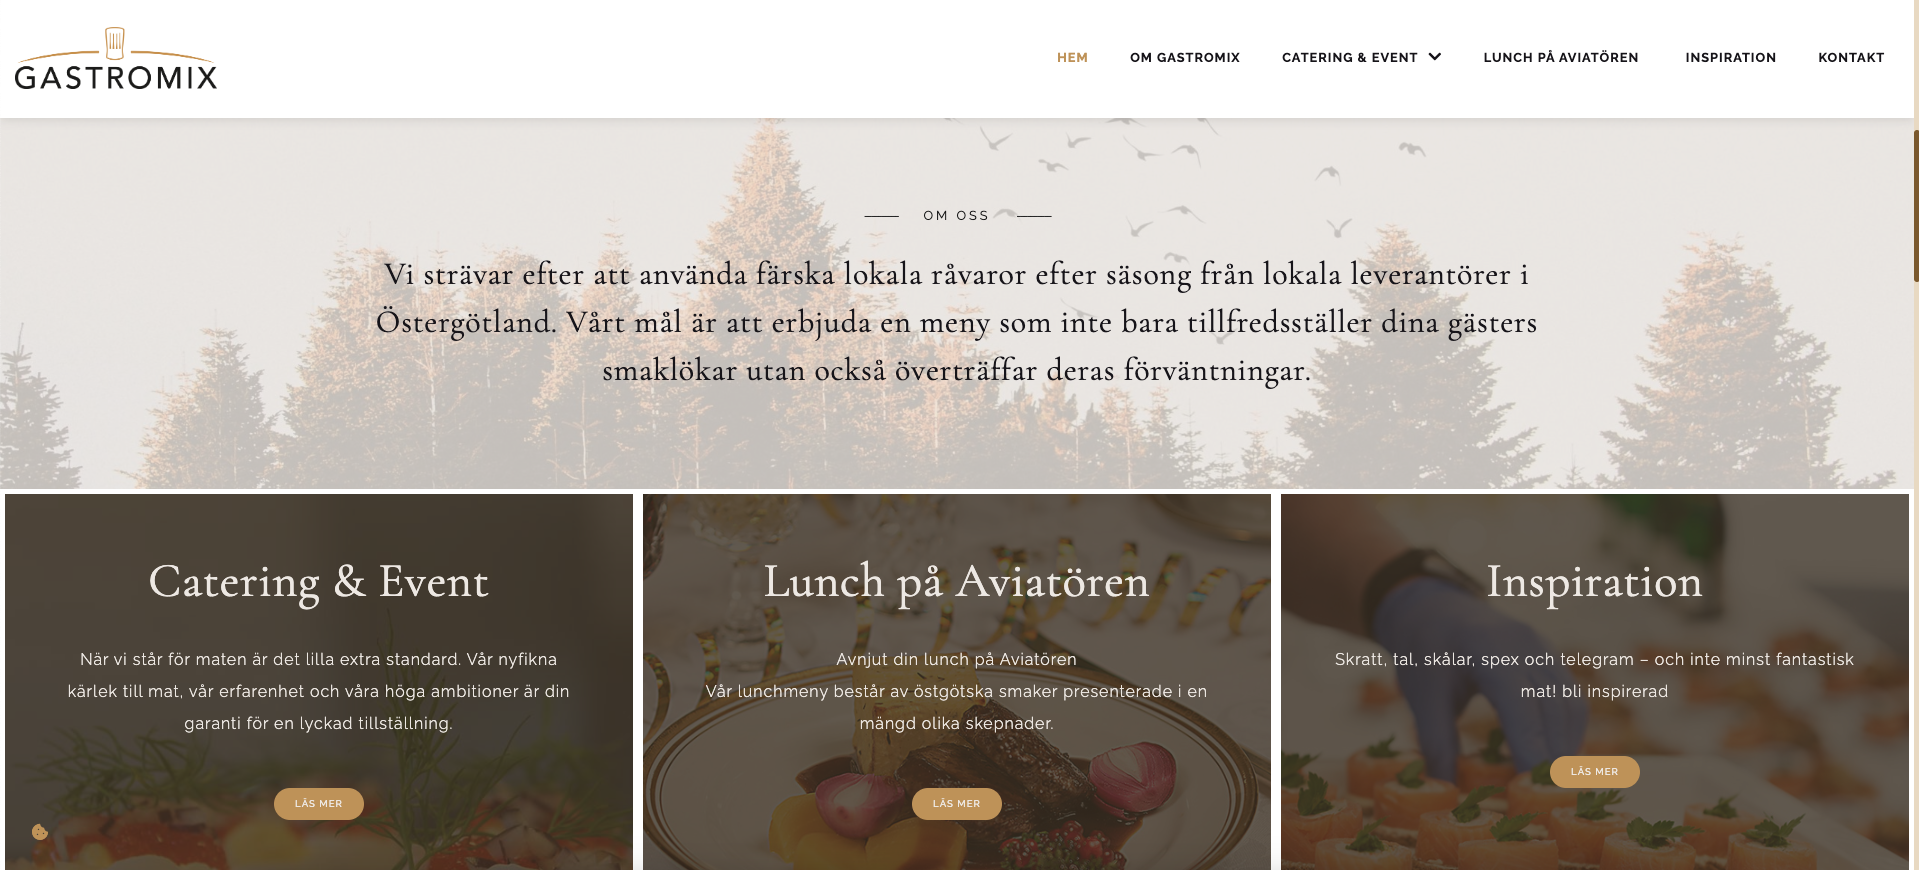 GASTROMIX
HEM
OM GASTROMIX
CATERING & EVENT
LUNCH PÅ AVIATÖREN
INSPIRATION
KONTAKT
OM OSS
Vi strävar efter att använda färska lokala råvaror efter säsong från lokala leverantörer i
Östergötland. Vårt mål är att erbjuda en meny som inte bara tillfredsställer dina gästers
smaklökar utan också överträffar deras förväntningar.
Catering & Event
När vi står för maten är det lilla extra standard. Vår nyfikna
kärlek till mat, vår erfarenhet och våra höga ambitioner är din
garanti för en lyckad tillställning.
LÄS MER
Lunch på Aviatören
Avnjut din lunch på Aviatören
Vår lunchmeny består av östgötska smaker presenterade i en
mängd olika skepnader.
LÄS MER
Inspiration
Skratt, tal, skålar, spex och telegram – och inte minst fantastisk
mat! bli inspirerad
LÄS MER